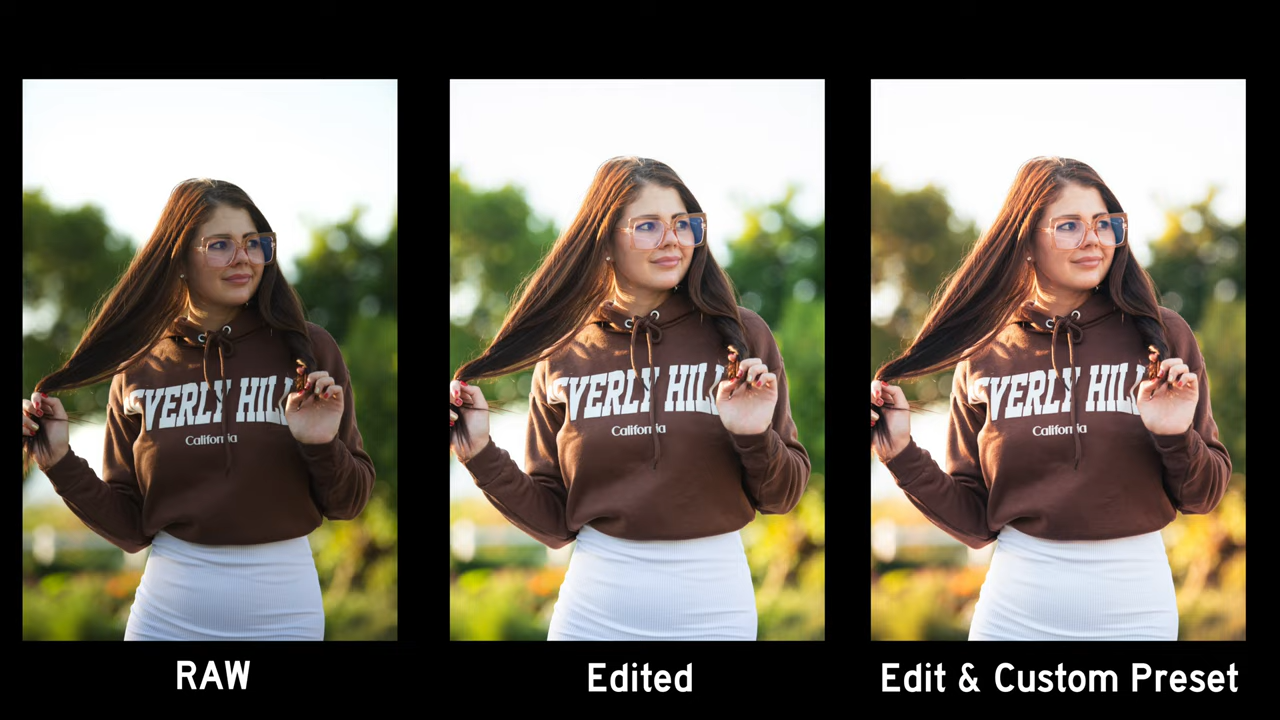 EVERLY HILL
California
EVERLY HILL
California
EVERLY HILL
California
RAW
Edited
Edit & Custom Preset